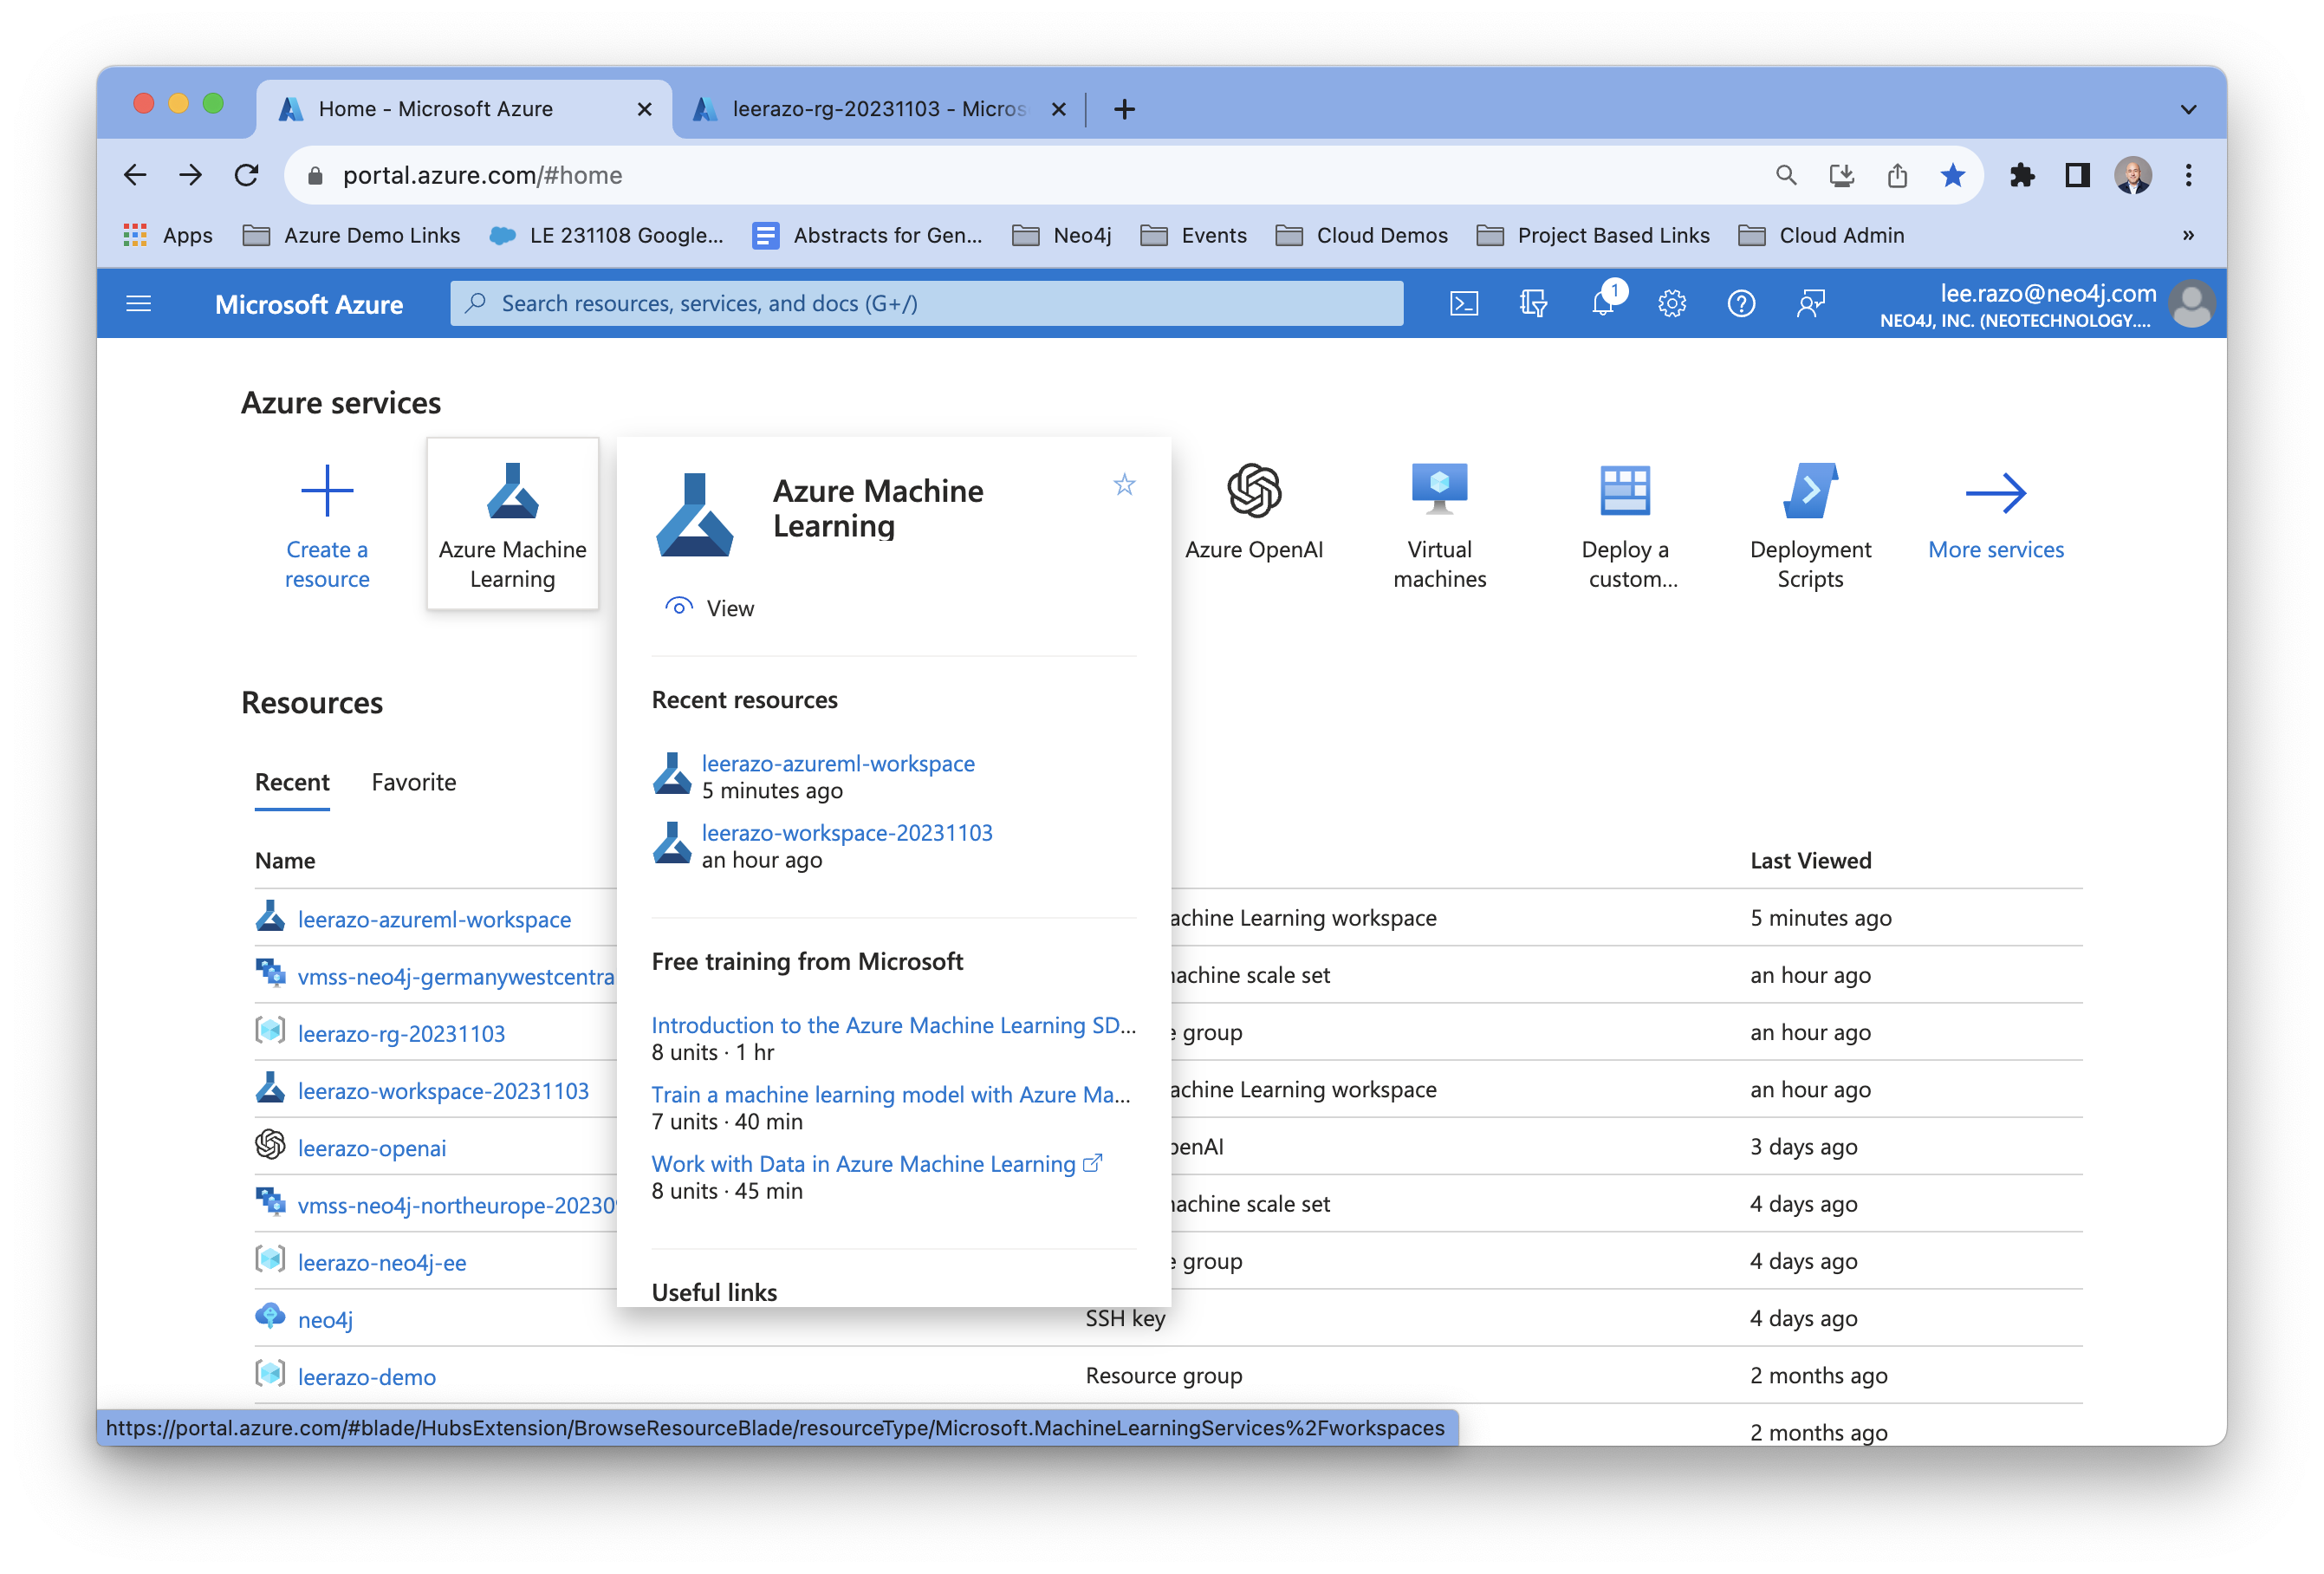 Home - Microsoft Azure
leerazo-rg-20231103 - Micros
portal.azure.com/#home
Apps
Azure Demo Links
LE 231108 Google...
Abstracts for Gen...
Neo4j
Events
Cloud Demos
Project Based Links
Cloud Admin
»
Microsoft Azure
Search resources, services, and docs (G+/)
1
lee.razo@neo4j.com
NEO4J, INC. (NEOTECHNOLOGY....
Azure services
Create a
resource
Azure Machine
Learning
Azure OpenAI
Virtual
machines
Deploy a
custom...
Deployment
Scripts
More services
Azure Machine
Learning
View
Recent resources
leerazo-azureml-workspace
5 minutes ago
leerazo-workspace-20231103
an hour ago
Free training from Microsoft
Introduction to the Azure Machine Learning SD...
8 units · 1 hr
Train a machine learning model with Azure Ma...
7 units · 40 min
Work with Data in Azure Machine Learning
8 units · 45 min
Useful links
Resources
Recent
Favorite
Name
Last Viewed
leerazo-azureml-workspace
achine Learning workspace
5 minutes ago
vmss-neo4j-germanywestcentra
achine scale set
an hour ago
leerazo-rg-20231103
e group
an hour ago
leerazo-workspace-20231103
achine Learning workspace
an hour ago
leerazo-openai
penAI
3 days ago
vmss-neo4j-northeurope-202309
achine scale set
4 days ago
leerazo-neo4j-ee
e group
4 days ago
neo4j
SSH key
4 days ago
leerazo-demo
Resource group
2 months ago
2 months ago
https://portal.azure.com/#blade/HubsExtension/BrowseResourceBlade/resourceType/Microsoft.MachineLearningServices%2Fworkspaces